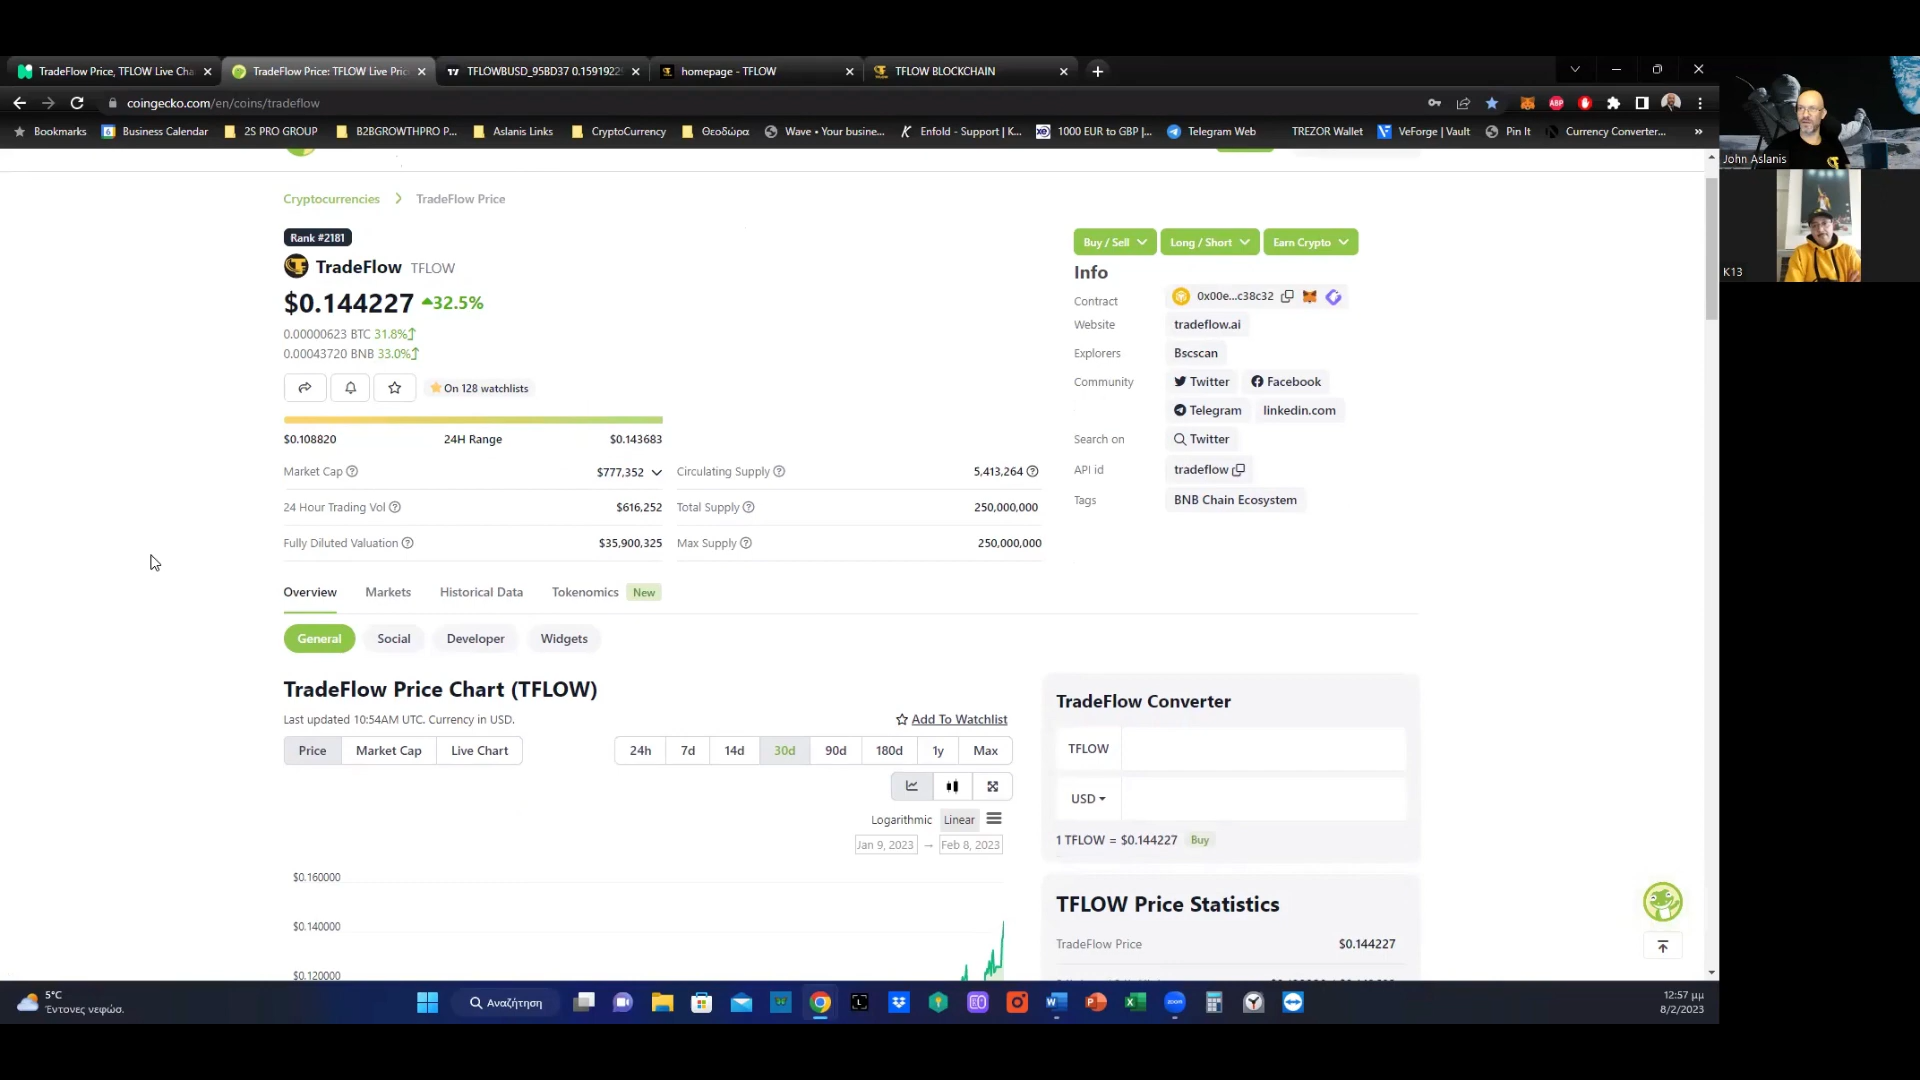 TradeFlow Price, TFLOW Live Cha
TradeFlow Price: TFLOW Live Pric
TFLOWBUSD_95BD37 0.1591922
homepage - TFLOW
TFLOW BLOCKCHAIN
coingecko.com/en/coins/tradeflow
Bookmarks
Business Calendar
2S PRO GROUP
B2BGROWTHPRO P...
Aslanis Links
CryptoCurrency
Θεοδώρα
Wave • Your busine...
Enfold - Support | K...
1000 EUR to GBP |...
Telegram Web
TREZOR Wallet
VeForge | Vault
Pin It
Currency Converter...
»
John Aslanis
K13
Cryptocurrencies > TradeFlow Price
Rank #2181
TradeFlow TFLOW
$0.144227 32.5%
0.00000623 BTC 31.8%
0.00043720 BNB 33.0%
On 128 watchlists
$0.108820 24H Range $0.143683
Market Cap $777,352
Circulating Supply 5,413,264
24 Hour Trading Vol $616,252
Total Supply 250,000,000
Fully Diluted Valuation $35,900,325
Max Supply 250,000,000
Buy / Sell Long / Short Earn Crypto
Info
Contract 0x00e...c38c32
Website tradeflow.ai
Explorers Bscscan
Community Twitter Facebook
Telegram linkedin.com
Search on Twitter
API id tradeflow
Tags BNB Chain Ecosystem
Overview Markets Historical Data Tokenomics New
General Social Developer Widgets
TradeFlow Price Chart (TFLOW)
Last updated 10:54AM UTC. Currency in USD.
Add To Watchlist
Price Market Cap Live Chart
24h 7d 14d 30d 90d 180d 1y Max
Logarithmic Linear
Jan 9, 2023 → Feb 8, 2023
$0.160000
$0.140000
$0.120000
TradeFlow Converter
TFLOW
USD
1 TFLOW = $0.144227 Buy
TFLOW Price Statistics
TradeFlow Price $0.144227
5°C
Έντονες νεφώσ.
Αναζήτηση
12:57 μμ
8/2/2023